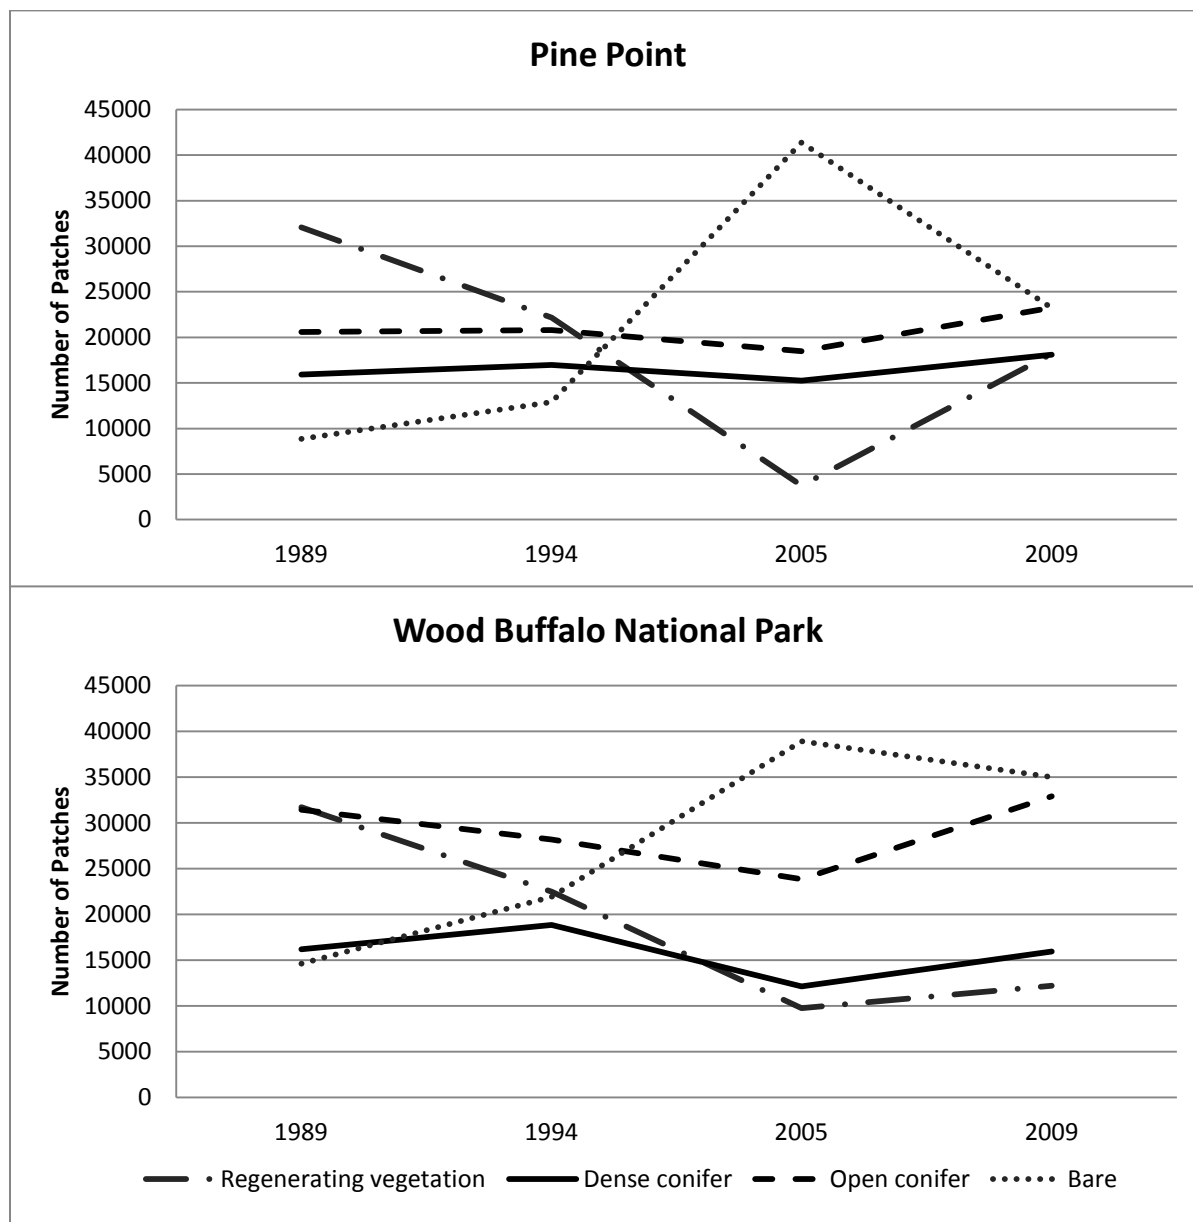 Pine Point
Number of Patches
45000
40000
35000
30000
25000
20000
15000
10000
5000
0
1989 1994 2005 2009
Wood Buffalo National Park
Number of Patches
45000
40000
35000
30000
25000
20000
15000
10000
5000
0
1989 1994 2005 2009
Regenerating vegetation Dense conifer Open conifer Bare